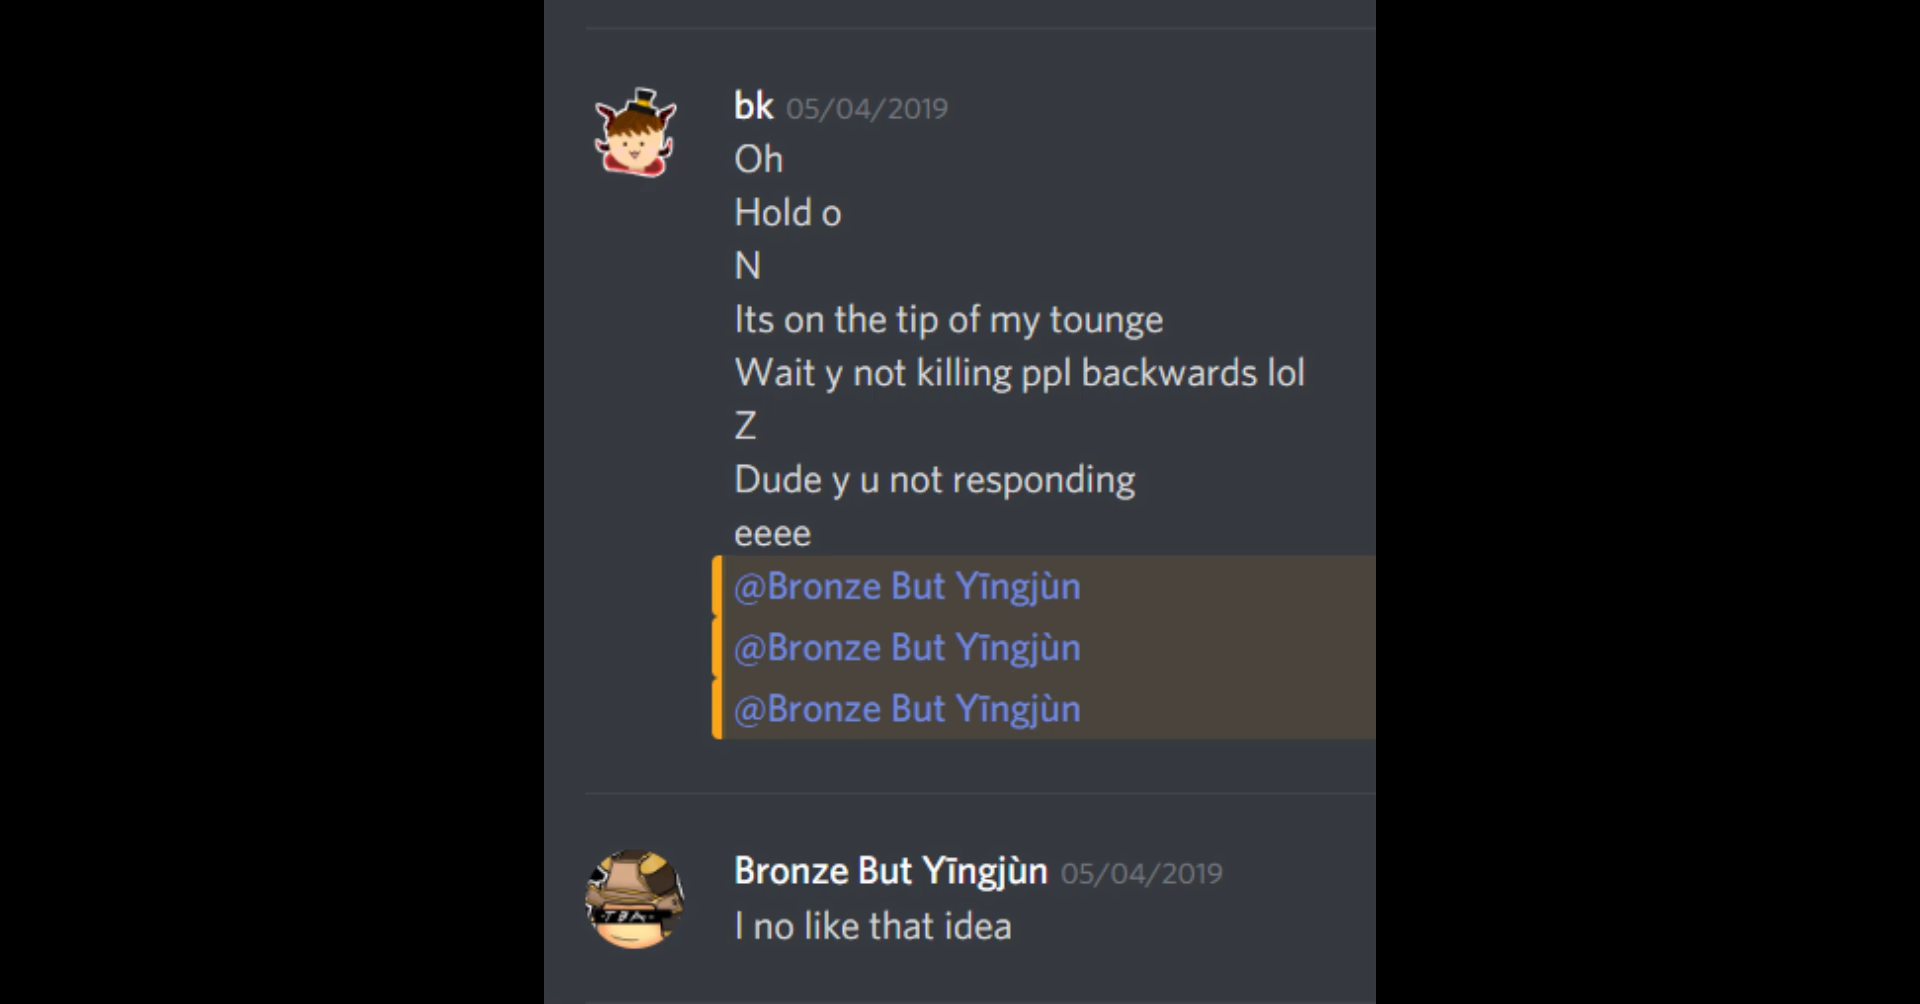 bk 05/04/2019
Oh
Hold o
N
Its on the tip of my tounge
Wait y not killing ppl backwards lol
Z
Dude y u not responding
eeee
@Bronze But Yīngjùn
@Bronze But Yīngjùn
@Bronze But Yīngjùn
Bronze But Yīngjùn 05/04/2019
TBA
I no like that idea